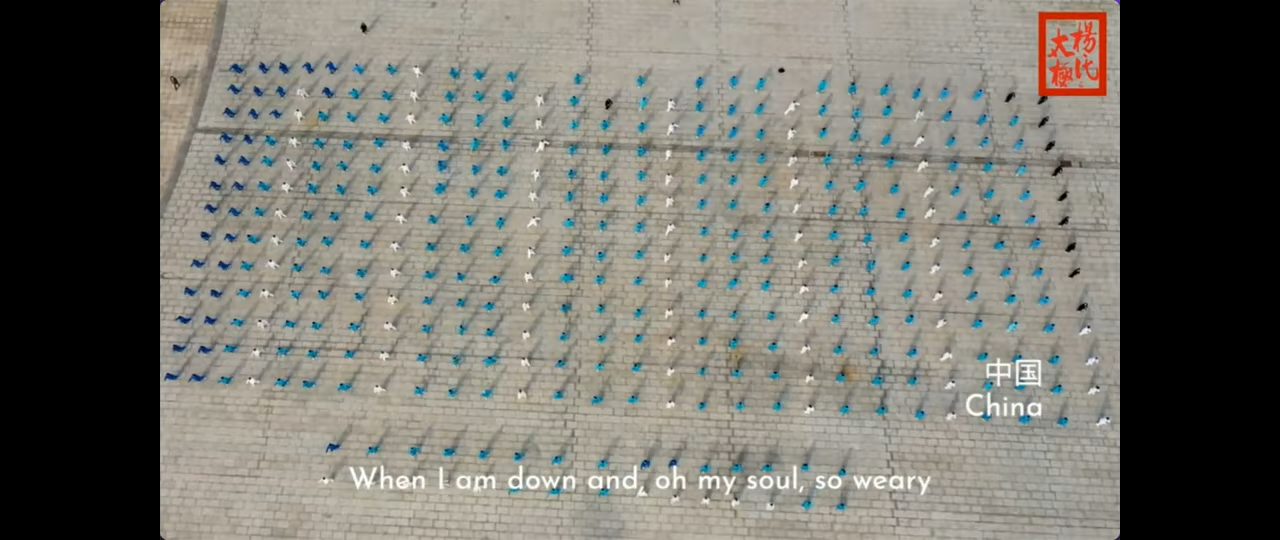 楊氏
太極
中国
China
When I am down and, oh my soul, so weary